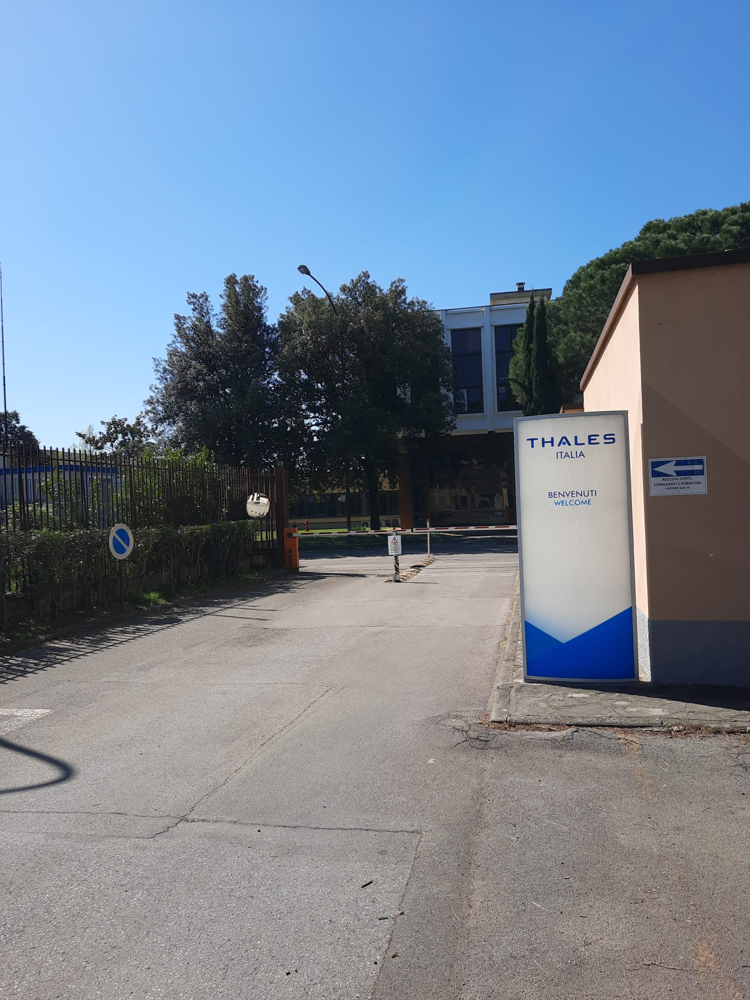 THALES
ITALIA
BENVENUTI
WELCOME
ACCESSO OSPITI,
CONSULENTI E FORNITORI
VISITORS WAY IN